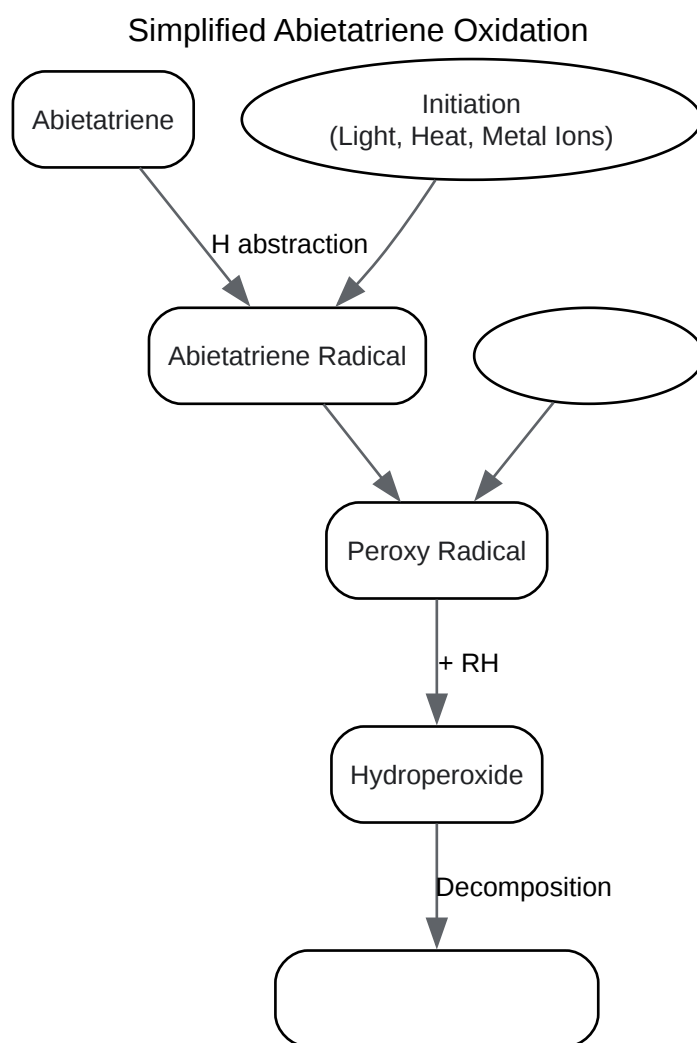 Simplified Abietatriene Oxidation
Abietatriene
Initiation
(Light, Heat, Metal Ions)
H abstraction
Abietatriene Radical
Peroxy Radical
+ RH
Hydroperoxide
Decomposition